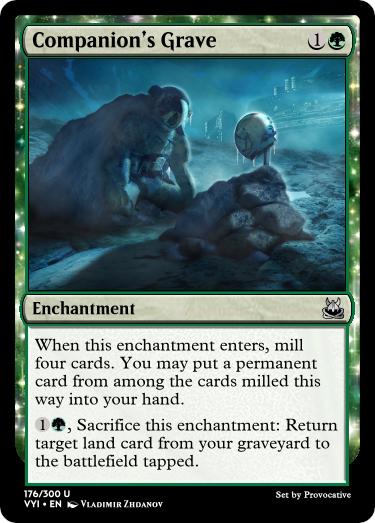 Companion's Grave 1
Enchantment
When this enchantment enters, mill
four cards. You may put a permanent
card from among the cards milled this
way into your hand.
1, Sacrifice this enchantment: Return
target land card from your graveyard to
the battlefield tapped.
176/300 U
VYI • EN Vladimir Zhdanov
Set by Provocative